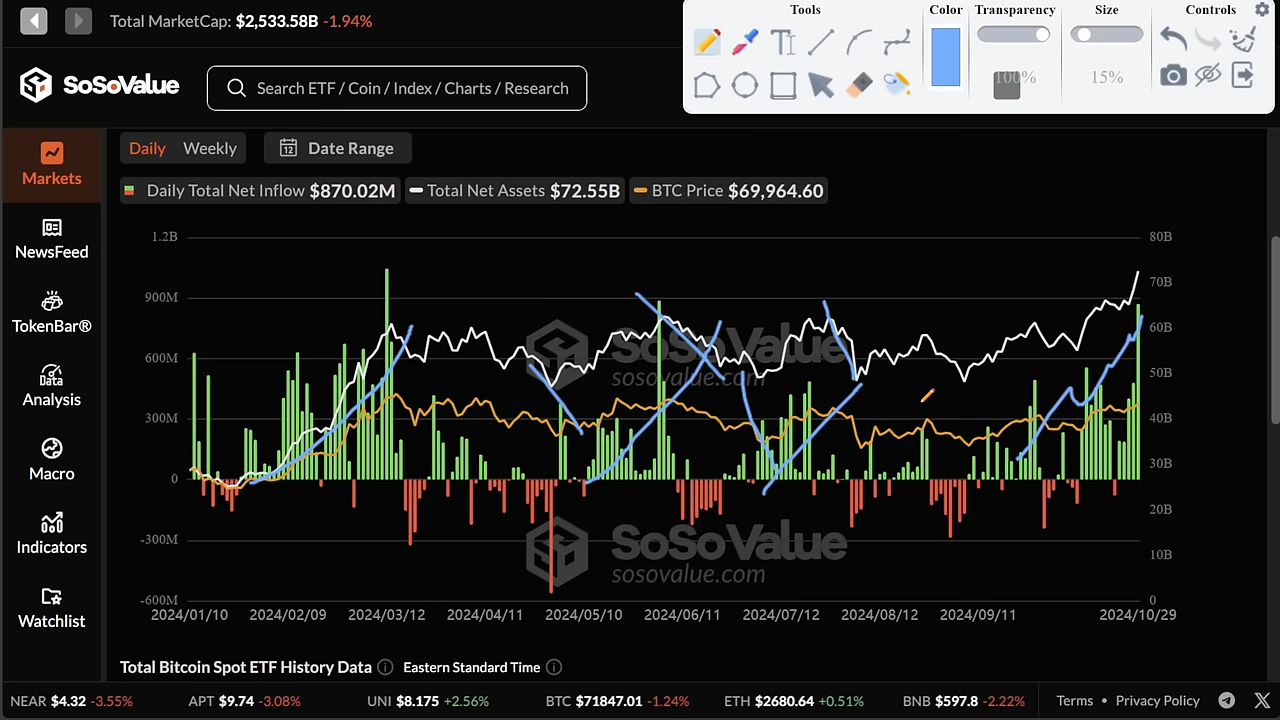 Total MarketCap: $2,533.58B -1.94%
Tools
Color
Transparency
Size
Controls
100%
15%
SoSoValue
Search ETF / Coin / Index / Charts / Research
Markets
NewsFeed
TokenBar®
Data Analysis
Macro
Indicators
Watchlist
Daily Weekly 12 Date Range
Daily Total Net Inflow $870.02M Total Net Assets $72.55B BTC Price $69,964.60
1.2B
900M
600M
300M
0
-300M
-600M
80B
70B
60B
50B
40B
30B
20B
10B
0
SoSoValue
sosovalue.com
SoSoValue
sosovalue.com
2024/01/10 2024/02/09 2024/03/12 2024/04/11 2024/05/10 2024/06/11 2024/07/12 2024/08/12 2024/09/11 2024/10/29
Total Bitcoin Spot ETF History Data Eastern Standard Time
NEAR $4.32 -3.55% APT $9.74 -3.08% UNI $8.175 +2.56% BTC $71847.01 -1.24% ETH $2680.64 +0.51% BNB $597.8 -2.22% Terms • Privacy Policy